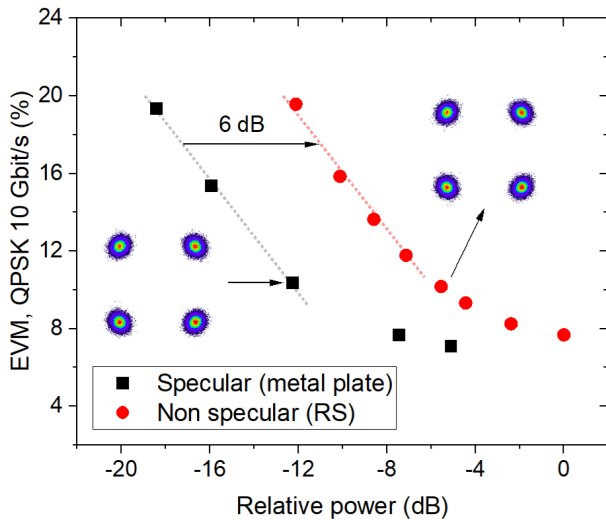 24
20
16
12
8
4
EVM, QPSK 10 Gbit/s (%)
6 dB
Specular (metal plate)
Non specular (RS)
-20 -16 -12 -8 -4 0
Relative power (dB)